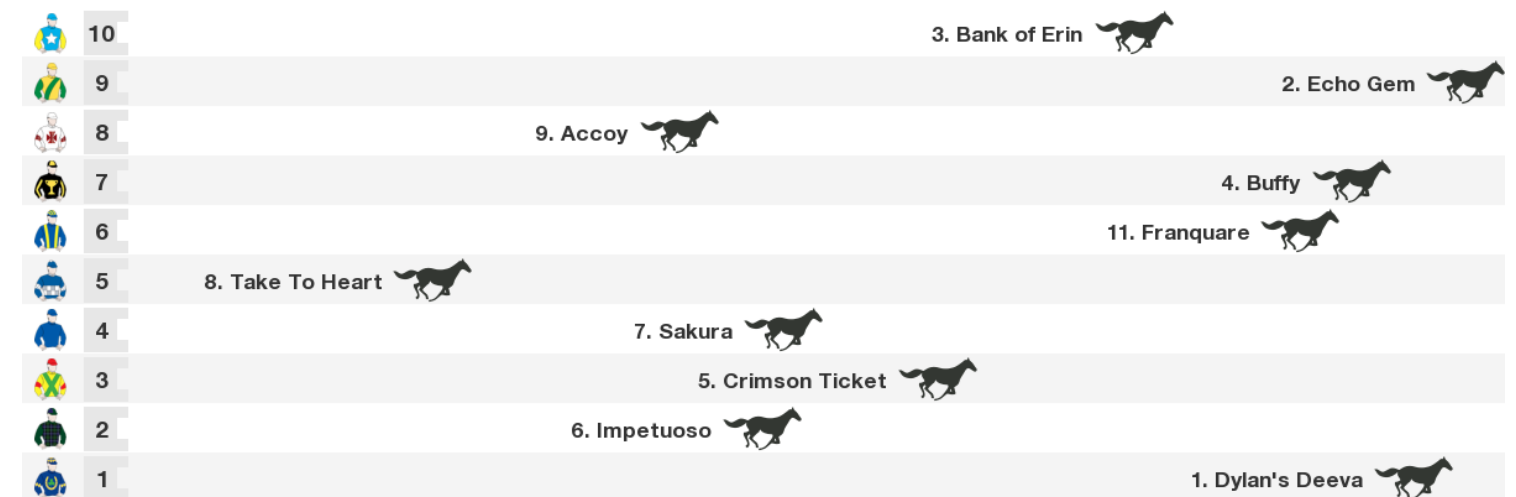 10 3. Bank of Erin
9 2. Echo Gem
8 9. Accoy
7 4. Buffy
6 11. Franquare
5 8. Take To Heart
4 7. Sakura
3 5. Crimson Ticket
2 6. Impetuoso
1 1. Dylan's Deeva